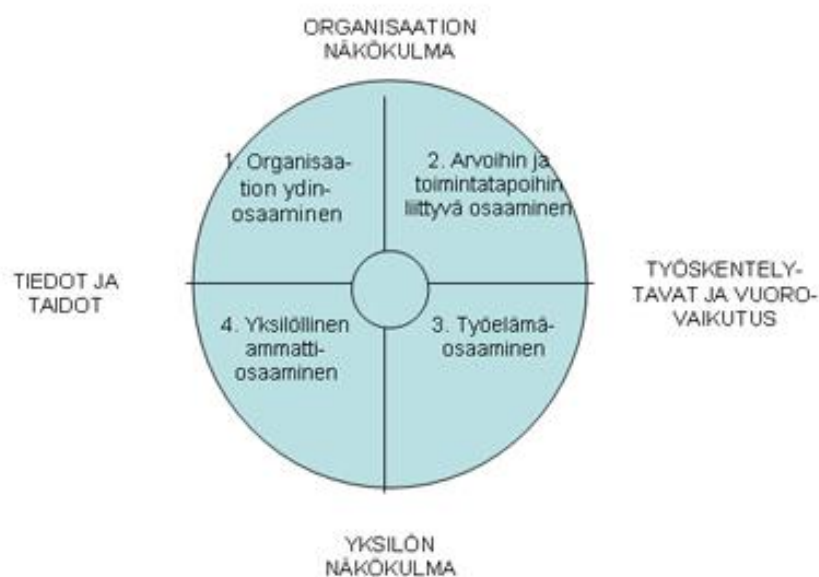 ORGANISAATION
NÄKÖKULMA
1. Organisaa-
tion ydin-
osaaminen
2. Arvoihin ja
toimintatapoihin
liittyvä osaaminen
TIEDOT JA
TAIDOT
TYÖSKENTELY-
TAVAT JA VUORO-
VAIKUTUS
4. Yksilöllinen
ammatti-
osaaminen
3. Työelämä-
osaaminen
YKSILÖN
NÄKÖKULMA